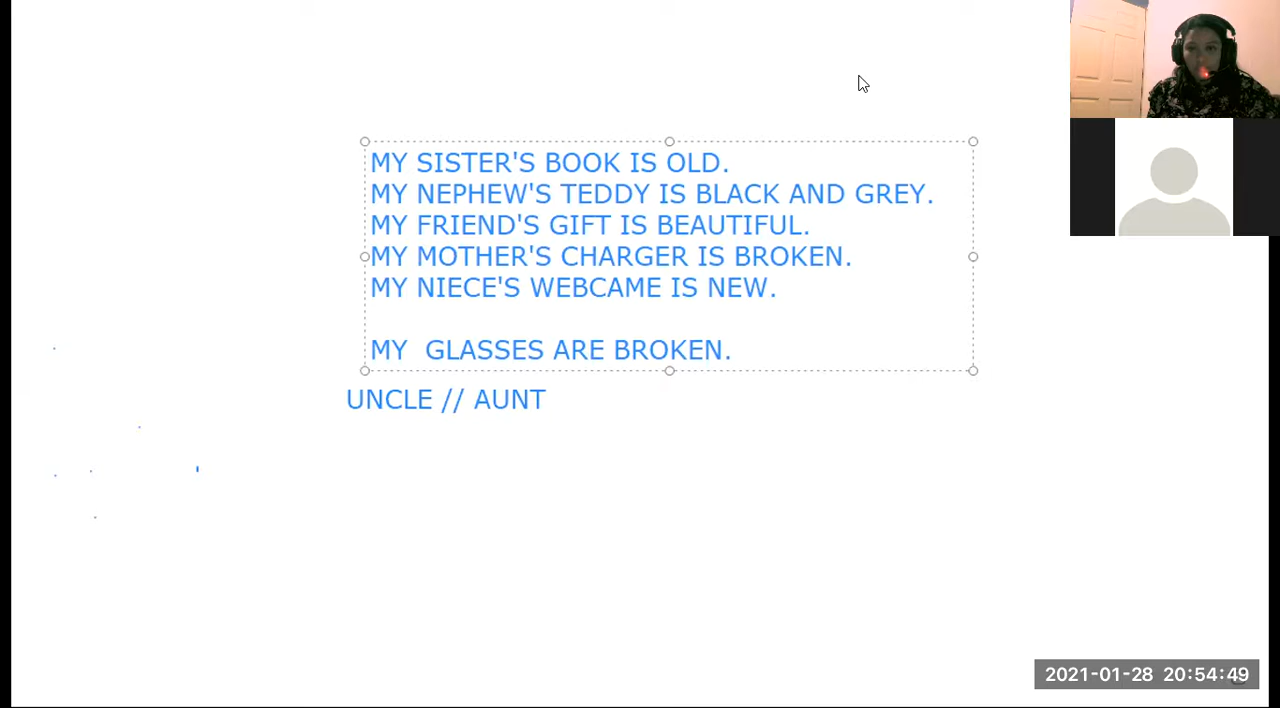 MY SISTER'S BOOK IS OLD.
MY NEPHEW'S TEDDY IS BLACK AND GREY.
MY FRIEND'S GIFT IS BEAUTIFUL.
MY MOTHER'S CHARGER IS BROKEN.
MY NIECE'S WEBCAME IS NEW.
MY  GLASSES ARE BROKEN.
UNCLE // AUNT
2021-01-28 20:54:49